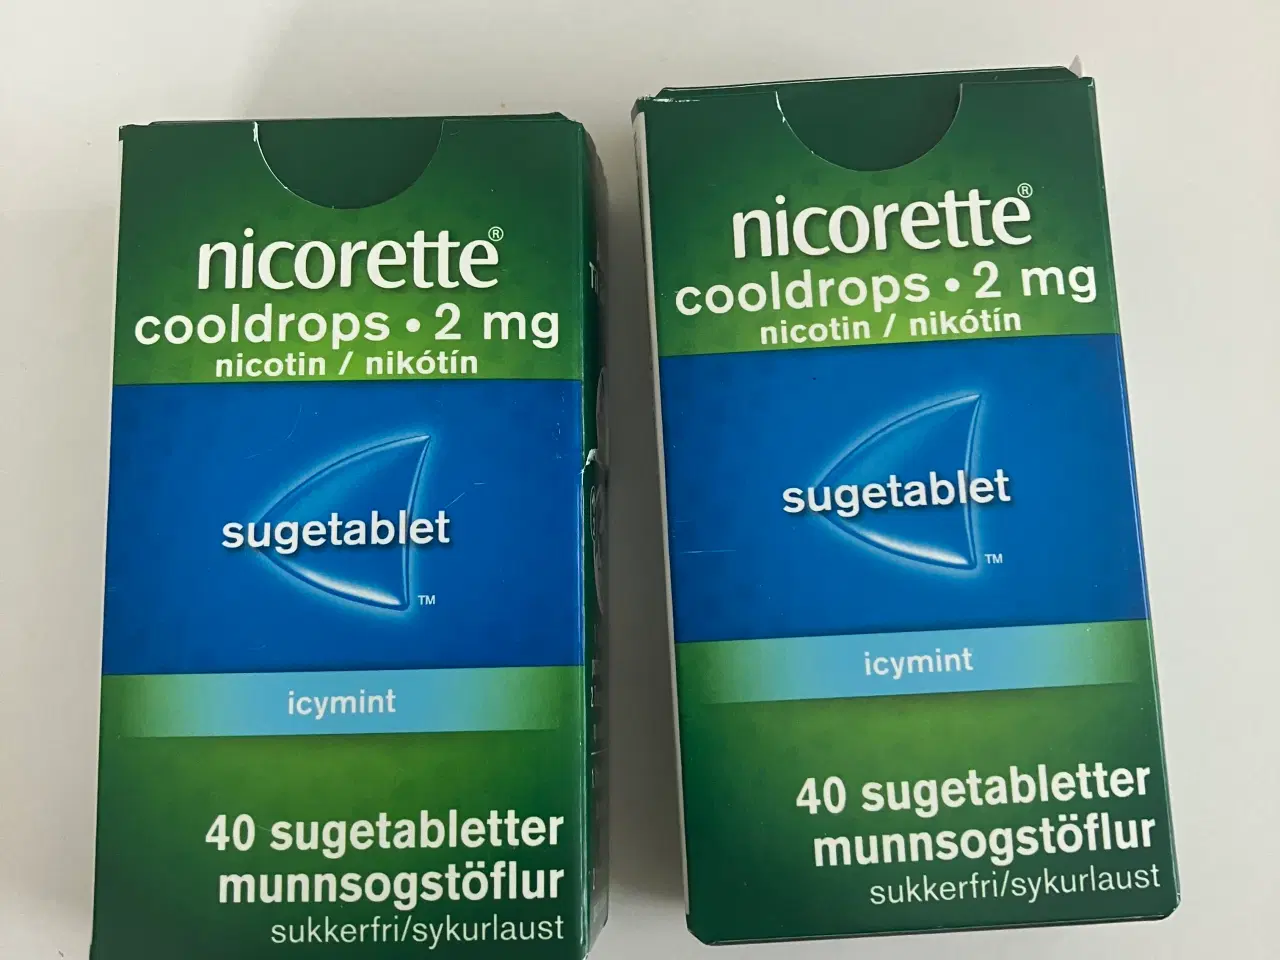 nicorette®
cooldrops • 2 mg
nicotin / nikótín
sugetablet
™
icymint
40 sugetabletter
munnsogstöflur
sukkerfri/sykurlaust
nicorette®
cooldrops • 2 mg
nicotin / nikótín
sugetablet
™
icymint
40 sugetabletter
munnsogstöflur
sukkerfri/sykurlaust